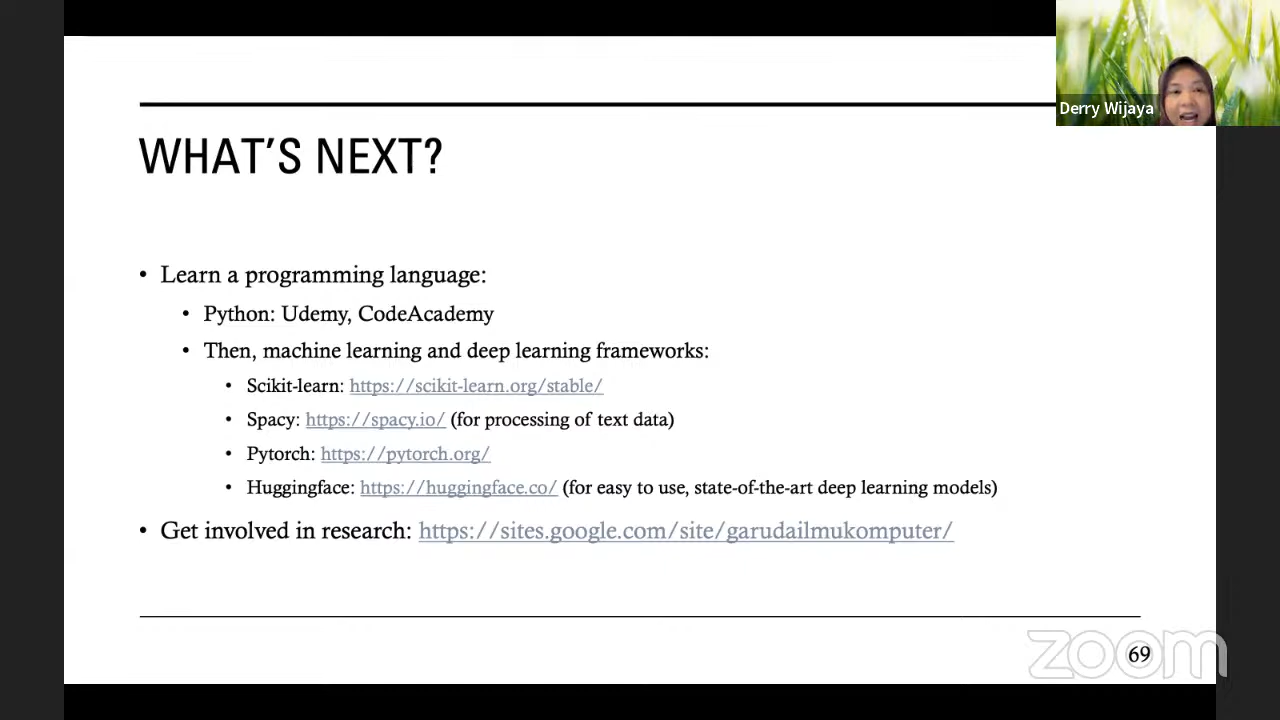 Derry Wijaya
WHAT'S NEXT?
• Learn a programming language:
• Python: Udemy, CodeAcademy
• Then, machine learning and deep learning frameworks:
• Scikit-learn: https://scikit-learn.org/stable/
• Spacy: https://spacy.io/ (for processing of text data)
• Pytorch: https://pytorch.org/
• Huggingface: https://huggingface.co/ (for easy to use, state-of-the-art deep learning models)
• Get involved in research: https://sites.google.com/site/garudailmukomputer/
69
zoom